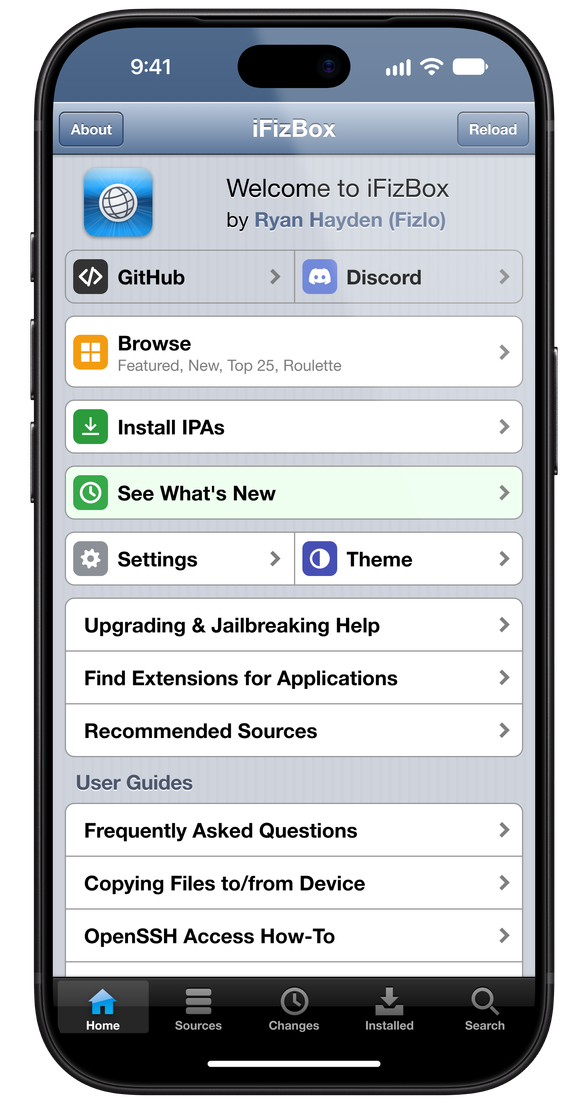 9:41
About
iFizBox
Reload
Welcome to iFizBox
by Ryan Hayden (Fizlo)
GitHub
Discord
Browse
Featured, New, Top 25, Roulette
Install IPAs
See What's New
Settings
Theme
Upgrading & Jailbreaking Help
Find Extensions for Applications
Recommended Sources
User Guides
Frequently Asked Questions
Copying Files to/from Device
OpenSSH Access How-To
Home
Sources
Changes
Installed
Search